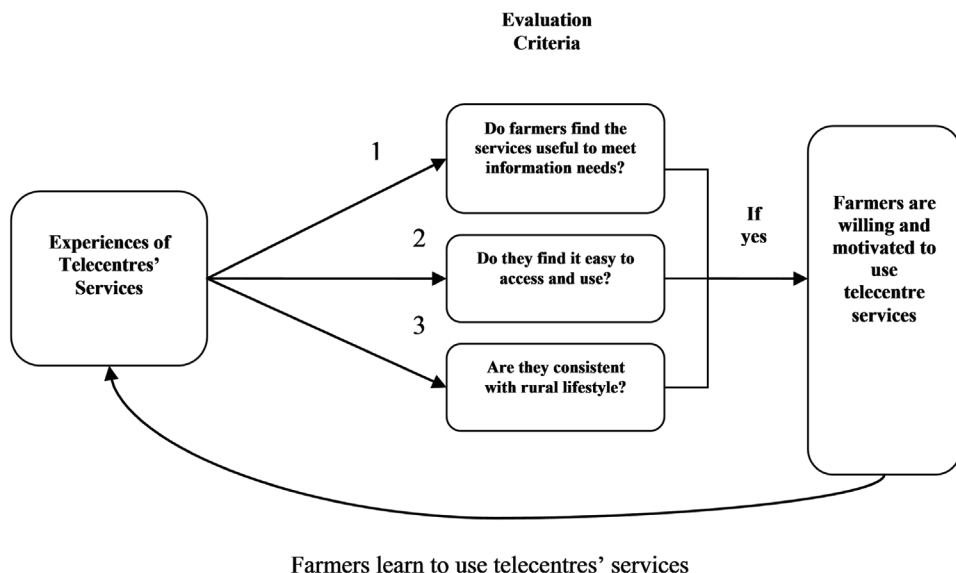 Evaluation
Criteria
Experiences of
Telecentres’
Services
1
2
3
Do farmers find the
services useful to meet
information needs?
Do they find it easy to
access and use?
Are they consistent
with rural lifestyle?
If
yes
Farmers are
willing and
motivated to
use
telecentre
services
Farmers learn to use telecentres’ services